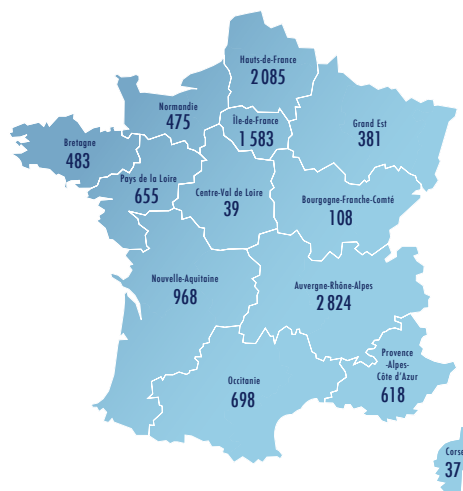 Hauts-de-France
2 085
Normandie
475
Île-de-France
1 583
Grand Est
381
Bretagne
483
Pays de la Loire
655
Centre-Val de Loire
39
Bourgogne-Franche-Comté
108
Nouvelle-Aquitaine
968
Auvergne-Rhône-Alpes
2 824
Provence
-Alpes-
Côte d'Azur
618
Occitanie
698
Corse
37